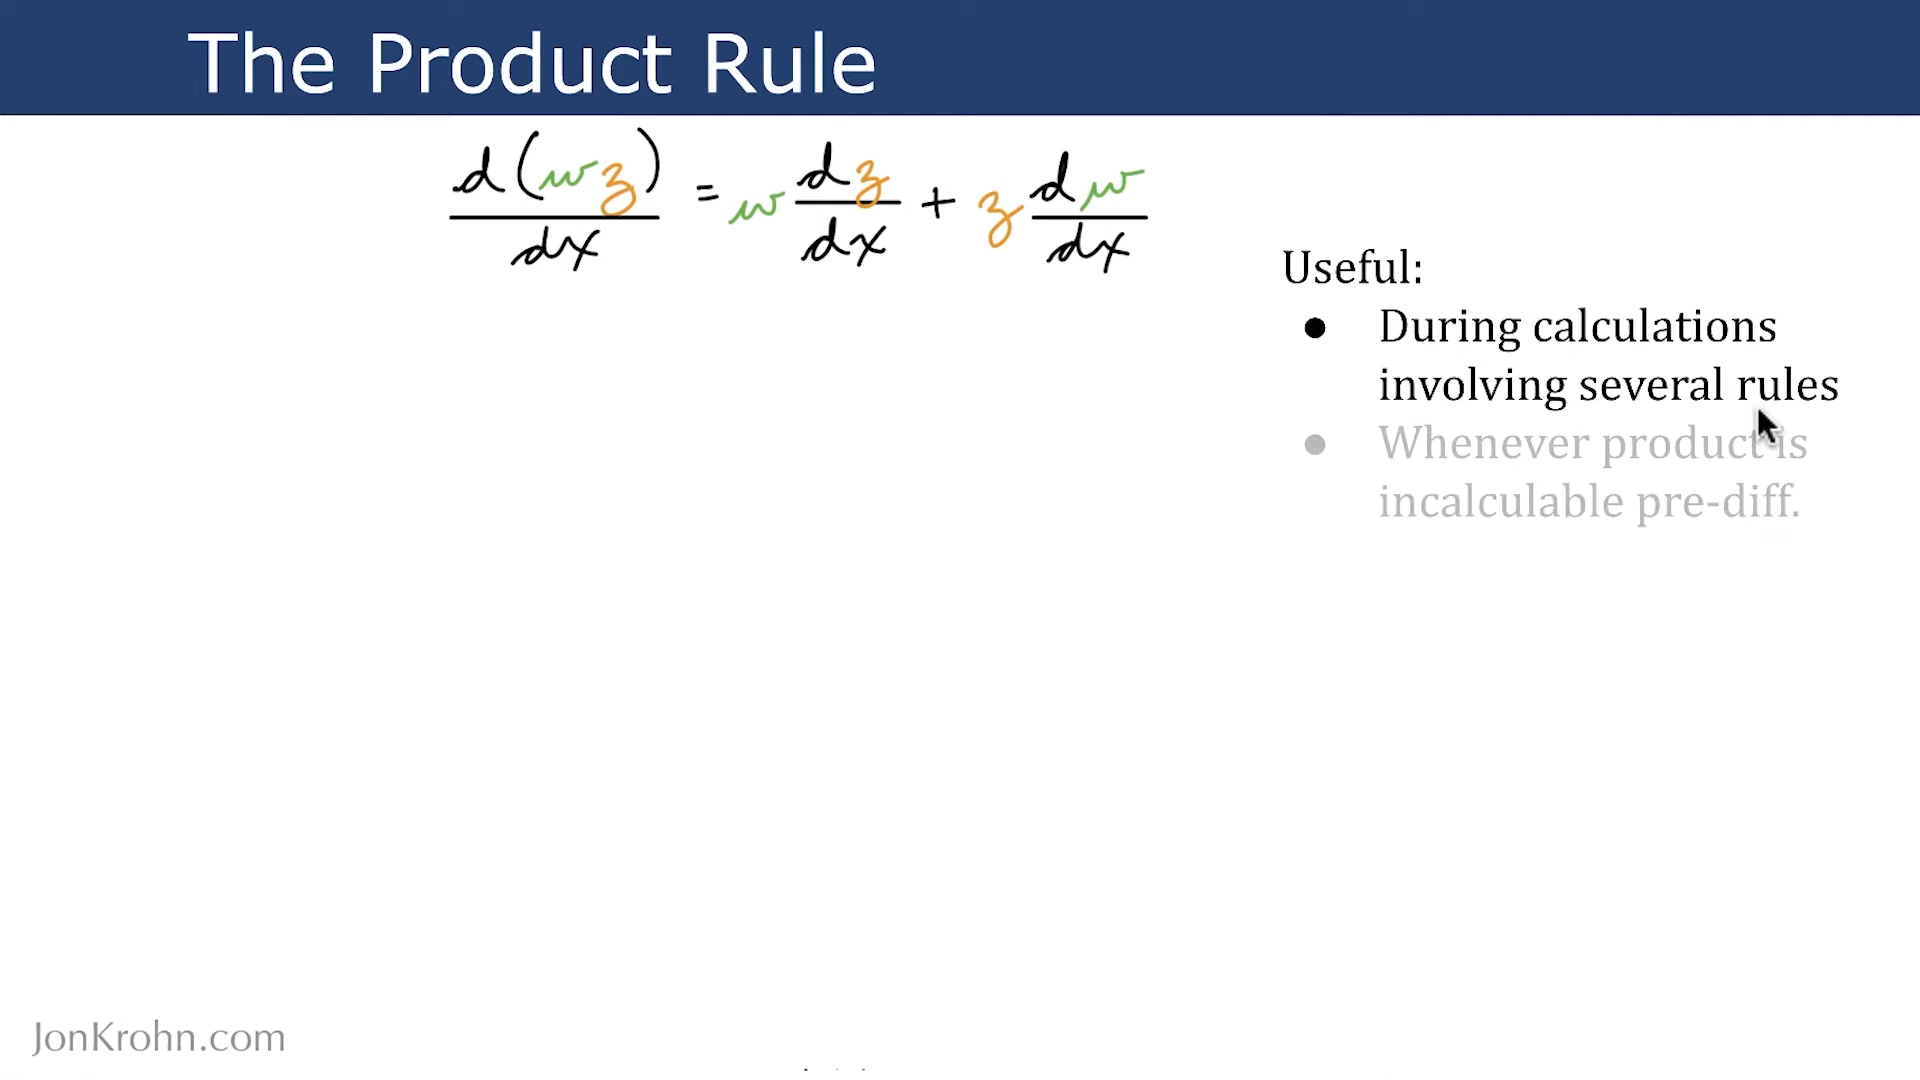 The Product Rule
d(wz)/dx = w dz/dx + z dw/dx
Useful:
● During calculations
involving several rules
● Whenever product is
incalculable pre-diff.
JonKrohn.com